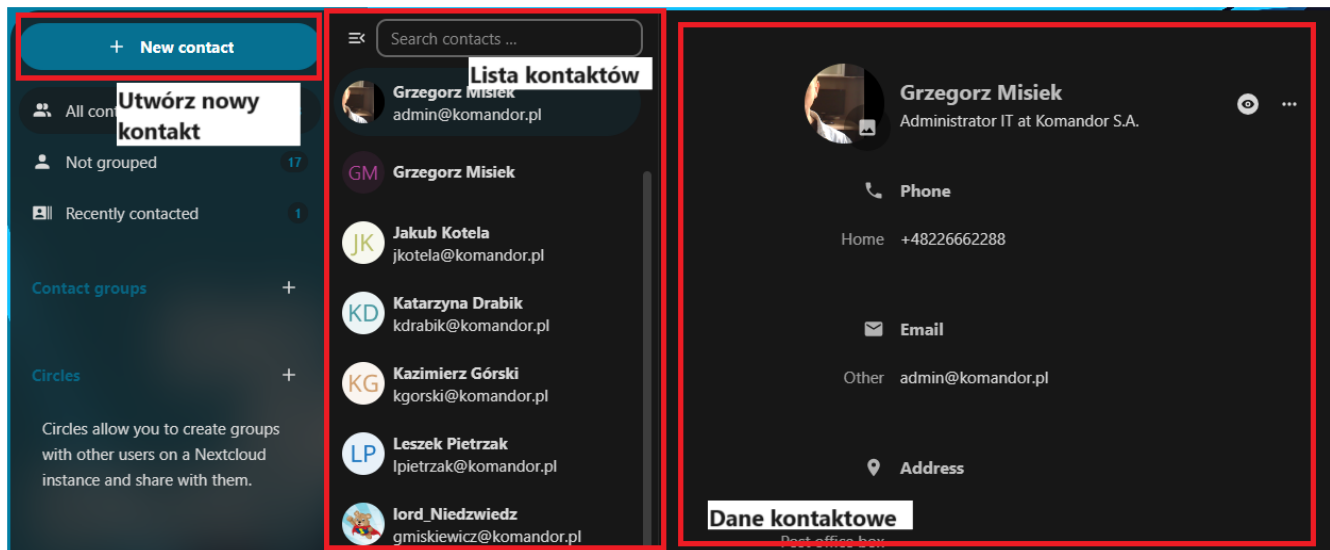 + New contact
Utwórz nowy
kontakt
All cont
Not grouped 17
Recently contacted 1
Contact groups +
Circles +
Circles allow you to create groups
with other users on a Nextcloud
instance and share with them.
Search contacts ...
Lista kontaktów
Grzegorz Misiek
admin@komandor.pl
GM Grzegorz Misiek
JK Jakub Kotela
jkotela@komandor.pl
KD Katarzyna Drabik
kdrabik@komandor.pl
KG Kazimierz Górski
kgorski@komandor.pl
LP Leszek Pietrzak
lpietrzak@komandor.pl
lord_Niedzwiedz
gmiskiewicz@komandor.pl
Grzegorz Misiek
Administrator IT at Komandor S.A.
Phone
Home +48226662288
Email
Other admin@komandor.pl
Address
Dane kontaktowe
Post office box